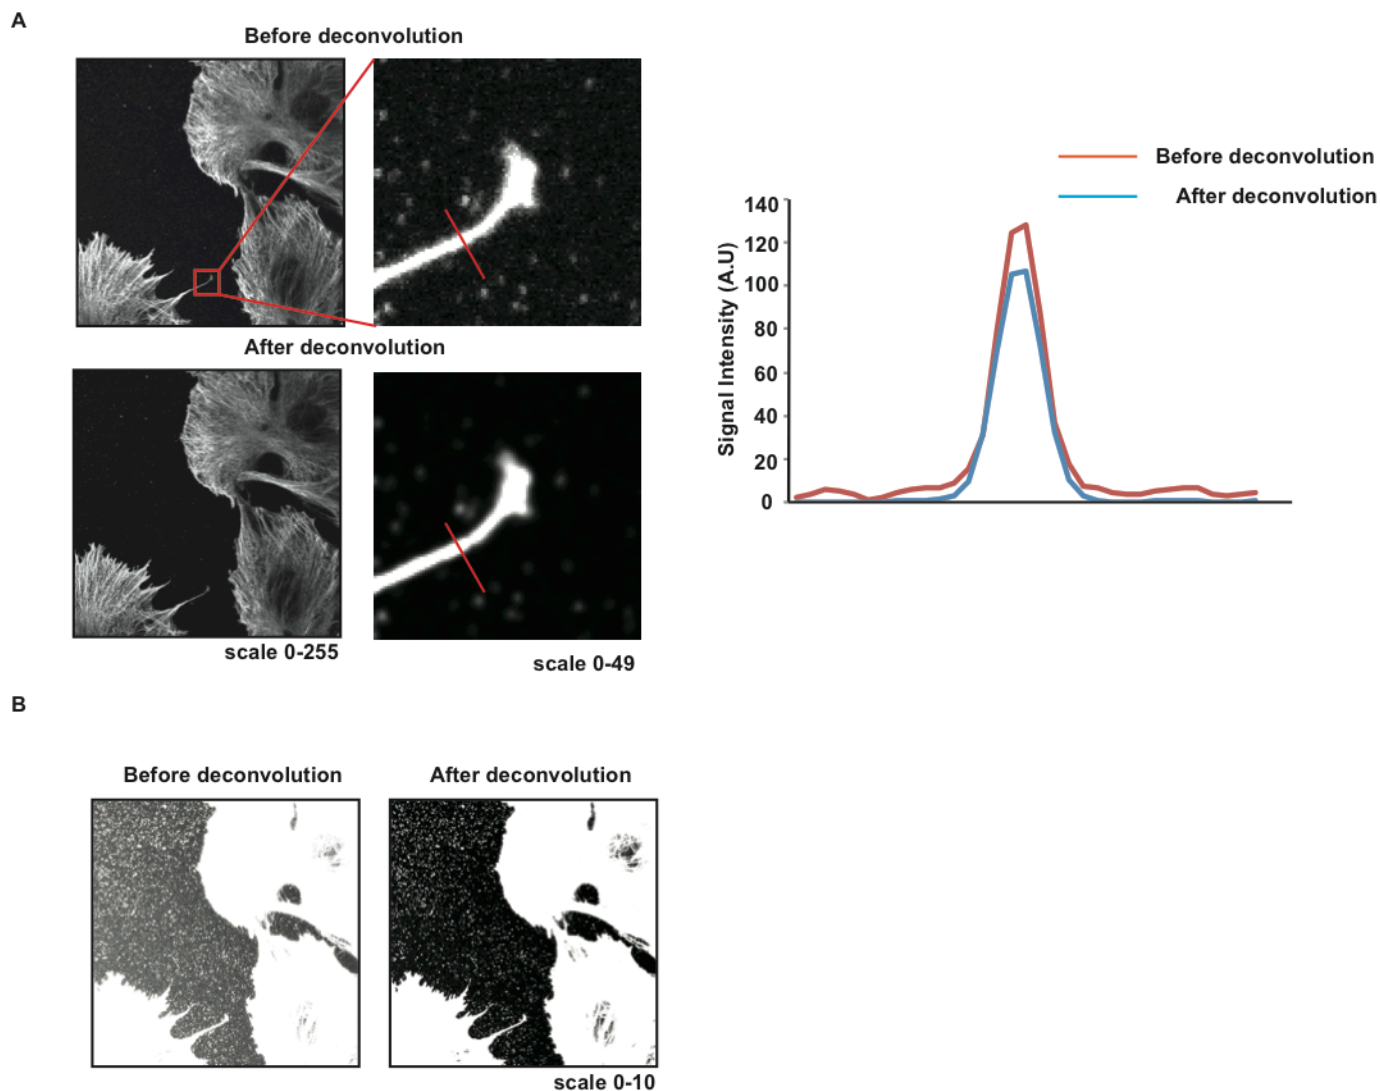 A
Before deconvolution
After deconvolution
scale 0-255
scale 0-49
Before deconvolution
After deconvolution
Signal Intensity (A.U)
140
120
100
80
60
40
20
0
B
Before deconvolution
After deconvolution
scale 0-10